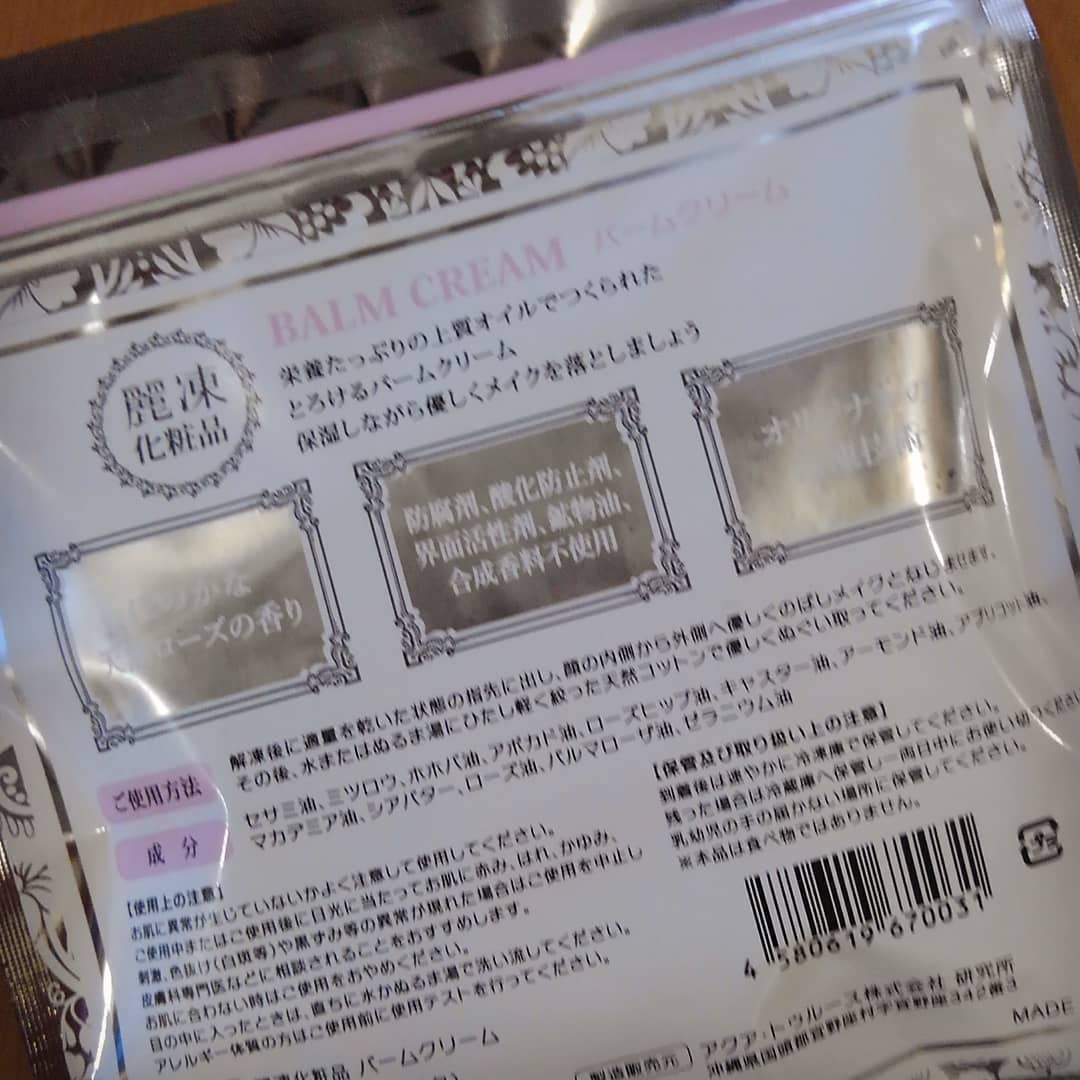 BALM CREAM バームクリーム
麗凍
化粧品
栄養たっぷりの上質オイルでつくられた
とろけるバームクリーム
保湿しながら優しくメイクを落としましょう
ローズの香り
防腐剤、酸化防止剤、
界面活性剤、鉱物油、
合成香料不使用
ご使用方法
解凍後に適量を乾いた状態の指先に出し、顔の内側から外側へ優しくのばしメイクとなじませます。
その後、水またはぬるま湯にひたし軽く絞った天然コットンで優しくぬぐい取ってください。
成分
セサミ油、ミツロウ、ホホバ油、アボカド油、ローズヒップ油、キャスター油、アーモンド油、アプリコット油、
マカデミア油、シアバター、ローズ油、パルマローザ油、ゼラニウム油
【使用上の注意】
お肌に異常が生じていないかよく注意して使用してください。
ご使用中またはご使用後に日光に当たってお肌に赤み、はれ、かゆみ、
刺激、色抜け(白斑等)や黒ずみ等の異常が現れた場合はご使用を中止し
皮膚科専門医などに相談されることをおすすめします。
お肌に合わない時はご使用をおやめください。
目の中に入ったときは、直ちに水かぬるま湯で洗い流してください。
アレルギー体質の方はご使用前に使用テストを行ってください。
【保管及び取り扱い上の注意】
到着後は速やかに冷凍庫で保管してください。
残った場合は冷蔵庫へ保管し一両日中にお使いください
乳幼児の手の届かない場所に保管してください。
※本品は食べ物ではありません。
4 580619 670031
プラ
化粧品 バームクリーム
製造販売元
アクア・トゥルース株式会社 研究所
沖縄県国頭郡宜野座村字宜野座342番3
MADE